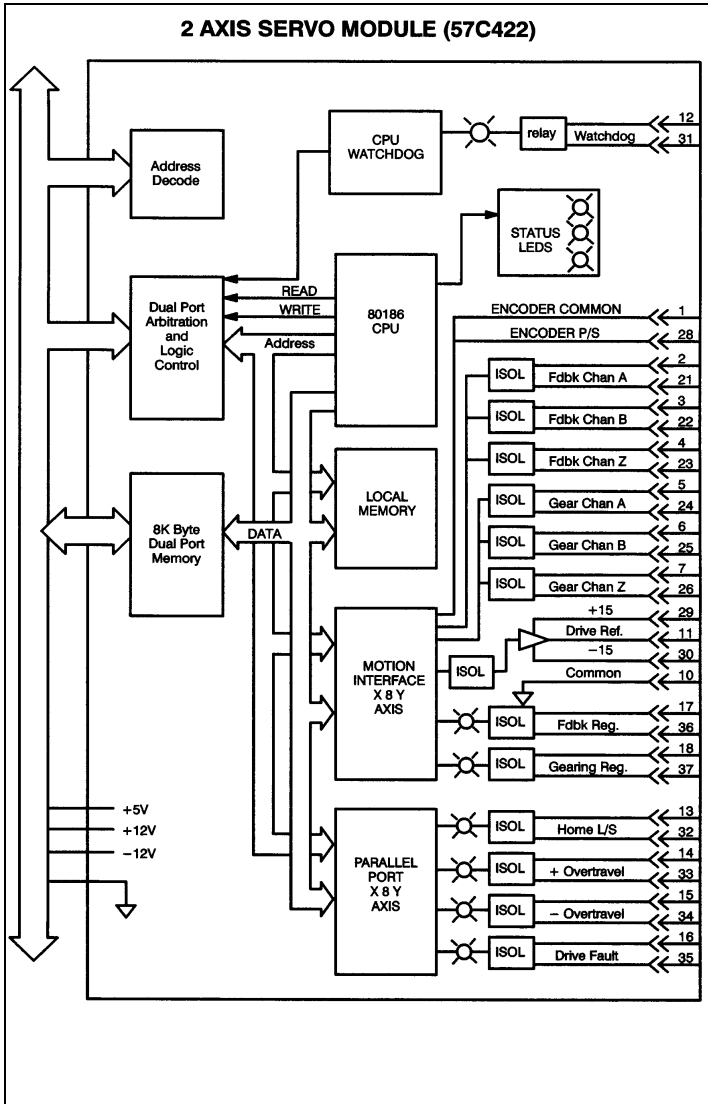 2 AXIS SERVO MODULE (57C422)
Address
Decode
CPU
WATCHDOG
relay
Watchdog
12
31
STATUS
LEDS
Dual Port
Arbitration
and
Logic
Control
READ
WRITE
Address
80186
CPU
ENCODER COMMON
1
ENCODER P/S
28
ISOL
Fdbk Chan A
2
21
ISOL
Fdbk Chan B
3
22
ISOL
Fdbk Chan Z
4
23
8K Byte
Dual Port
Memory
DATA
LOCAL
MEMORY
ISOL
Gear Chan A
5
24
ISOL
Gear Chan B
6
25
ISOL
Gear Chan Z
7
26
MOTION
INTERFACE
X 8 Y
AXIS
ISOL
+15
29
Drive Ref.
11
−15
30
Common
10
ISOL
Fdbk Reg.
17
36
ISOL
Gearing Reg.
18
37
+5V
+12V
−12V
PARALLEL
PORT
X 8 Y
AXIS
ISOL
Home L/S
13
32
ISOL
+ Overtravel
14
33
ISOL
− Overtravel
15
34
ISOL
Drive Fault
16
35